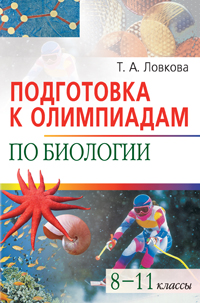 Т. А. Ловкова
ПОДГОТОВКА
К ОЛИМПИАДАМ
ПО БИОЛОГИИ
8–11 классы